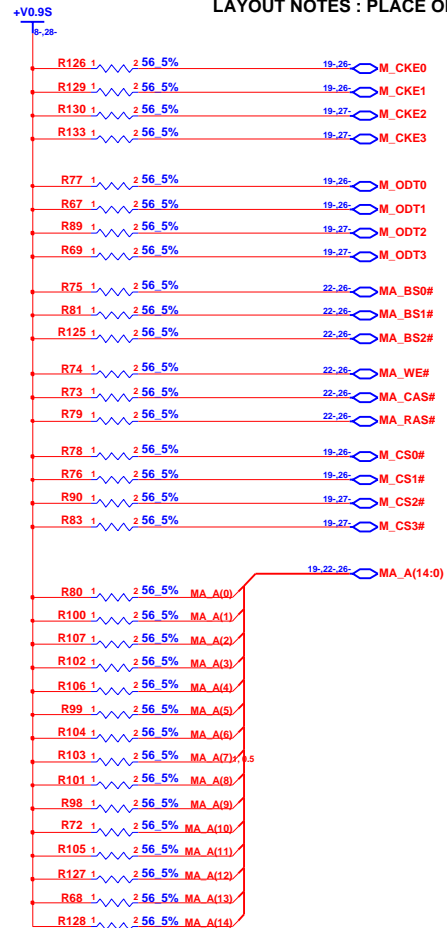 LAYOUT NOTES : PLACE O
+V0.9S
8-,28-
R126 1 2 56_5% 19-,26- M_CKE0
R129 1 2 56_5% 19-,26- M_CKE1
R130 1 2 56_5% 19-,27- M_CKE2
R133 1 2 56_5% 19-,27- M_CKE3
R77 1 2 56_5% 19-,26- M_ODT0
R67 1 2 56_5% 19-,26- M_ODT1
R89 1 2 56_5% 19-,27- M_ODT2
R69 1 2 56_5% 19-,27- M_ODT3
R75 1 2 56_5% 22-,26- MA_BS0#
R81 1 2 56_5% 22-,26- MA_BS1#
R125 1 2 56_5% 22-,26- MA_BS2#
R74 1 2 56_5% 22-,26- MA_WE#
R73 1 2 56_5% 22-,26- MA_CAS#
R79 1 2 56_5% 22-,26- MA_RAS#
R78 1 2 56_5% 19-,26- M_CS0#
R76 1 2 56_5% 19-,26- M_CS1#
R90 1 2 56_5% 19-,27- M_CS2#
R83 1 2 56_5% 19-,27- M_CS3#
19-,22-,26- MA_A(14:0)
R80 1 2 56_5% MA_A(0)
R100 1 2 56_5% MA_A(1)
R107 1 2 56_5% MA_A(2)
R102 1 2 56_5% MA_A(3)
R106 1 2 56_5% MA_A(4)
R99 1 2 56_5% MA_A(5)
R104 1 2 56_5% MA_A(6)
R103 1 2 56_5% MA_A(7) 1, 0.5
R101 1 2 56_5% MA_A(8)
R98 1 2 56_5% MA_A(9)
R72 1 2 56_5% MA_A(10)
R105 1 2 56_5% MA_A(11)
R127 1 2 56_5% MA_A(12)
R68 1 2 56_5% MA_A(13)
R128 1 2 56_5% MA_A(14)